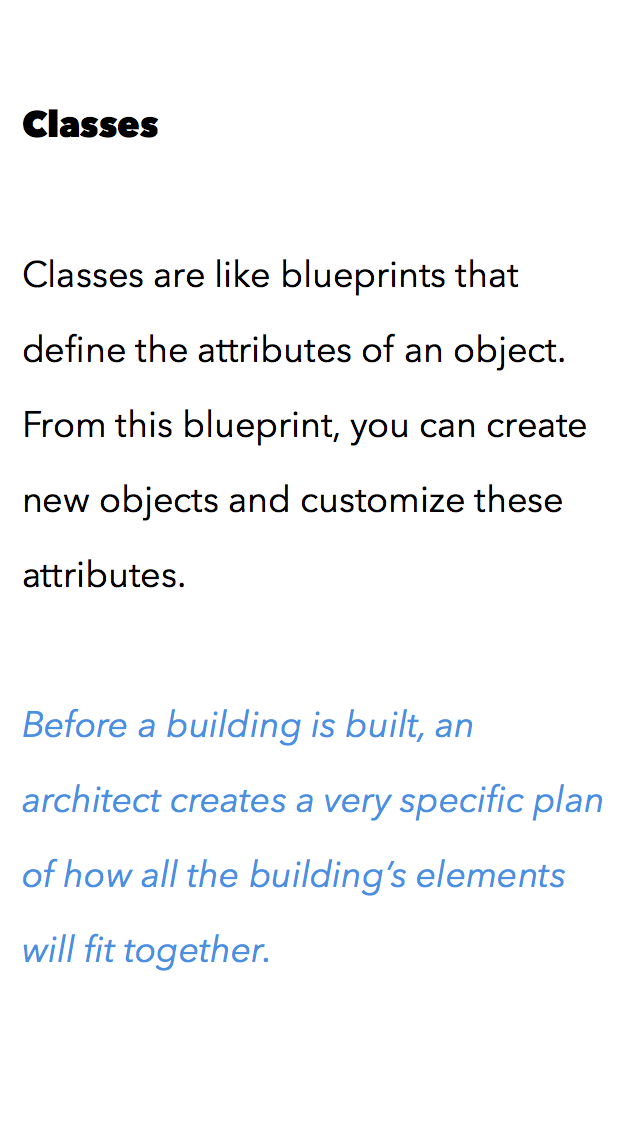 Classes
Classes are like blueprints that
define the attributes of an object.
From this blueprint, you can create
new objects and customize these
attributes.
Before a building is built, an
architect creates a very specific plan
of how all the building’s elements
will fit together.